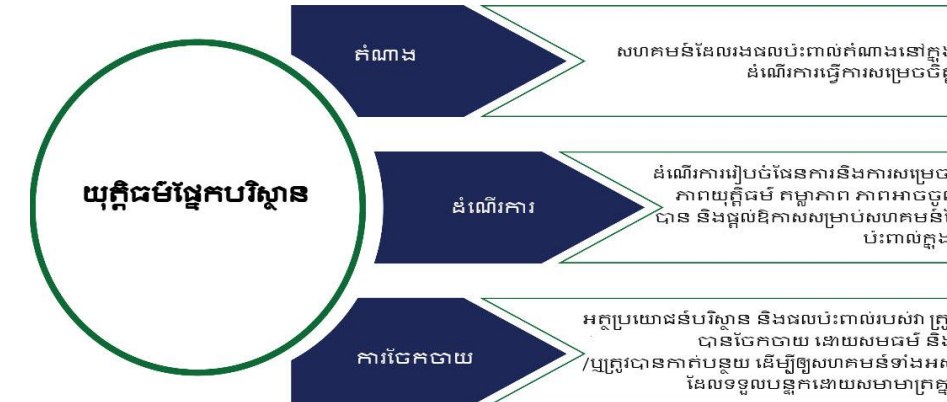 យុត្តិធម៌ផ្នែកបរិស្ថាន
តំណាង
សហគមន៍ដែលរងផលប៉ះពាល់តំណាងនៅក្នុង
ដំណើរការធ្វើការសម្រេចចិត្ត
ដំណើរការ
ដំណើរការរៀបចំផែនការនិងការសម្រេច
ភាពយុត្តិធម៌ តម្លាភាព ភាពអាចចូល
បាន និងផ្តល់ឱកាសសម្រាប់សហគមន៍
ប៉ះពាល់ក្នុង
ការចែកចាយ
អត្ថប្រយោជន៍បរិស្ថាន និងផលប៉ះពាល់របស់វា ត្រូ
បានចែកចាយ ដោយសមធម៌ និង
/ឬត្រូវបានកាត់បន្ថយ ដើម្បីឲ្យសហគមន៍ទាំងអស់
ដែលទទួលបន្ទុកដោយសមាមាត្រគ្នា